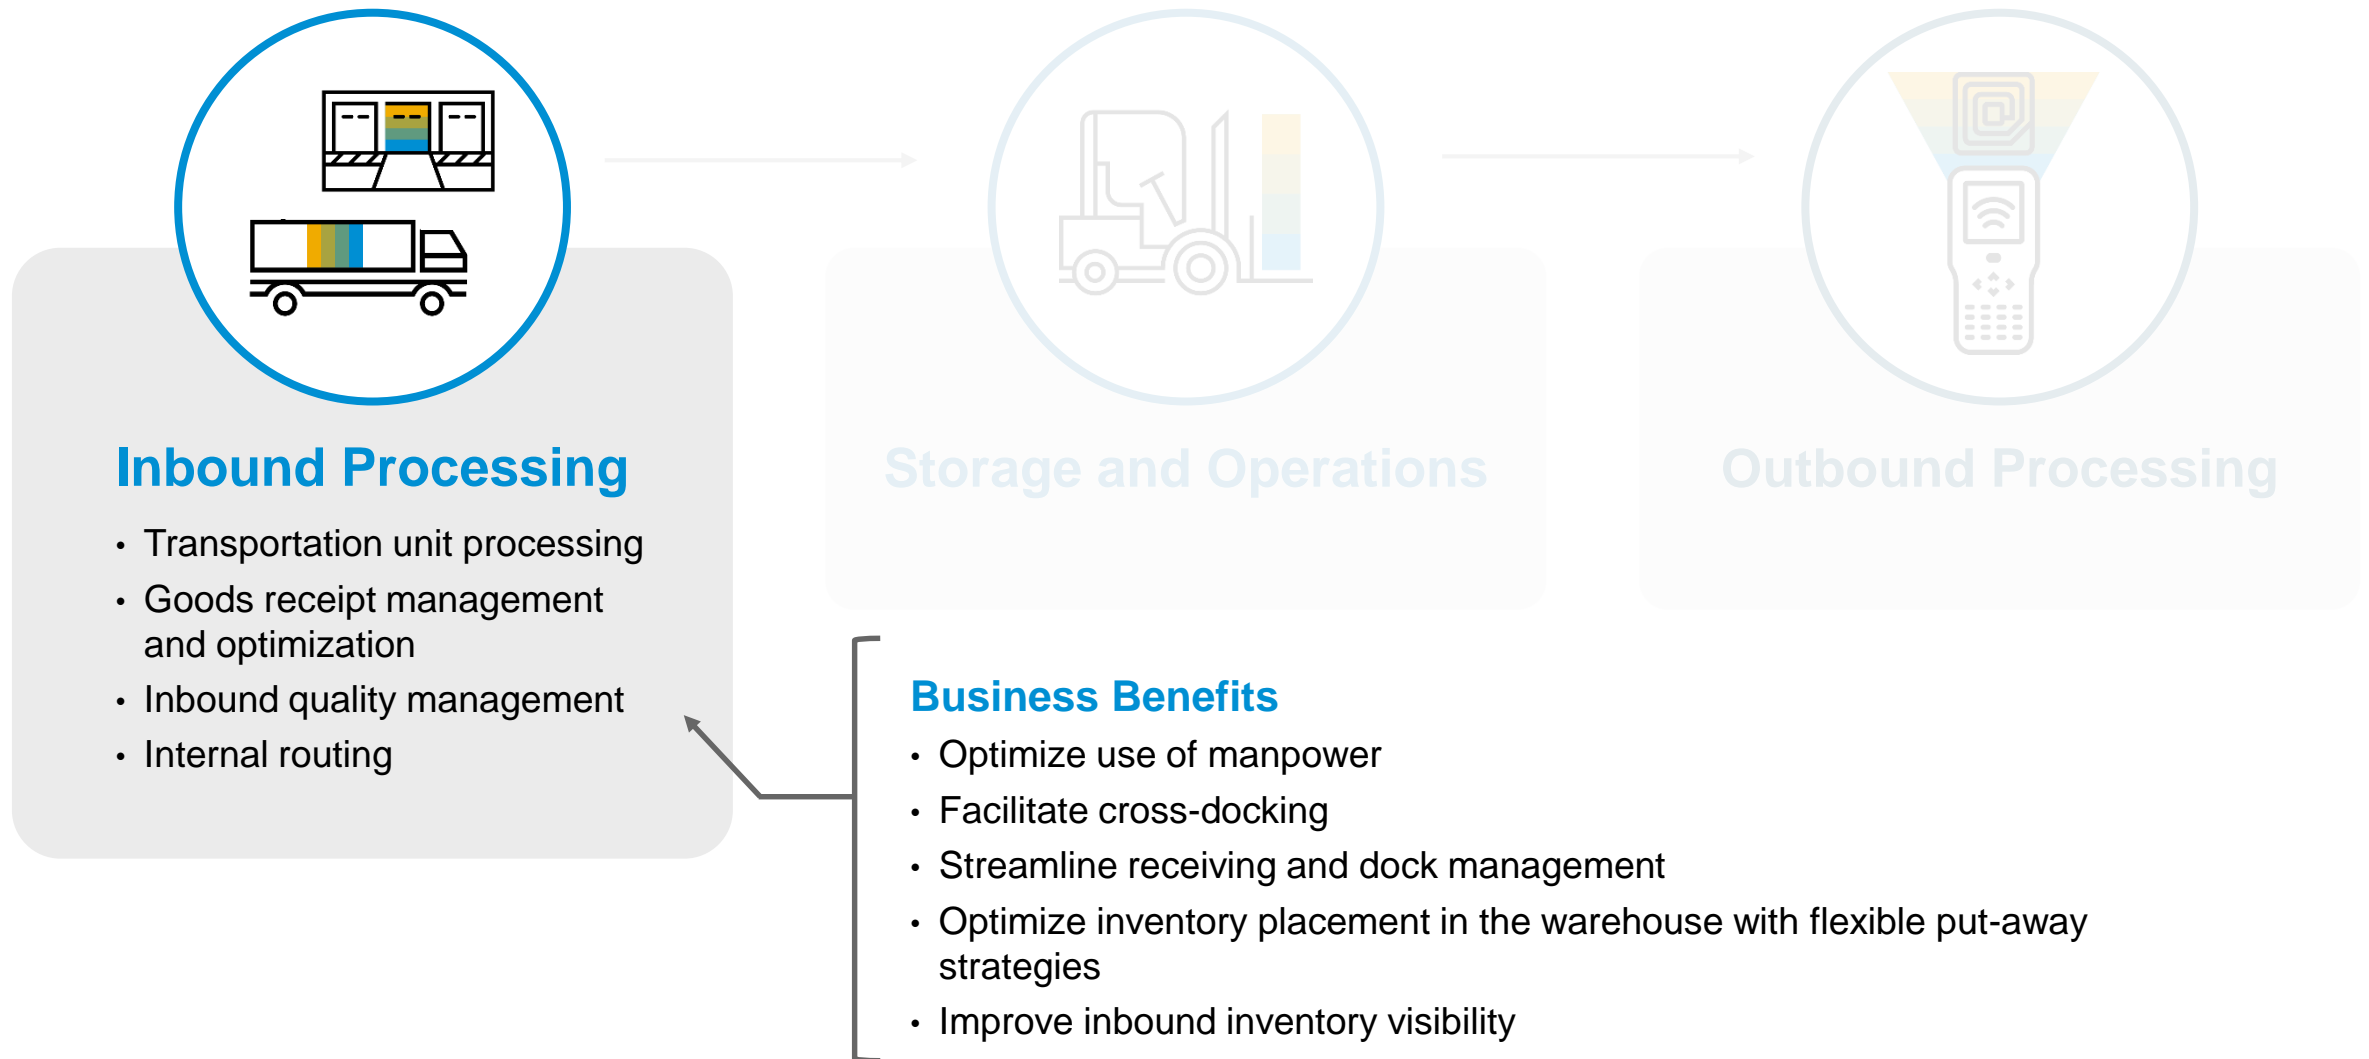 Inbound Processing
• Transportation unit processing
• Goods receipt management
and optimization
• Inbound quality management
• Internal routing
Storage and Operations
Outbound Processing
Business Benefits
• Optimize use of manpower
• Facilitate cross-docking
• Streamline receiving and dock management
• Optimize inventory placement in the warehouse with flexible put-away
strategies
• Improve inbound inventory visibility